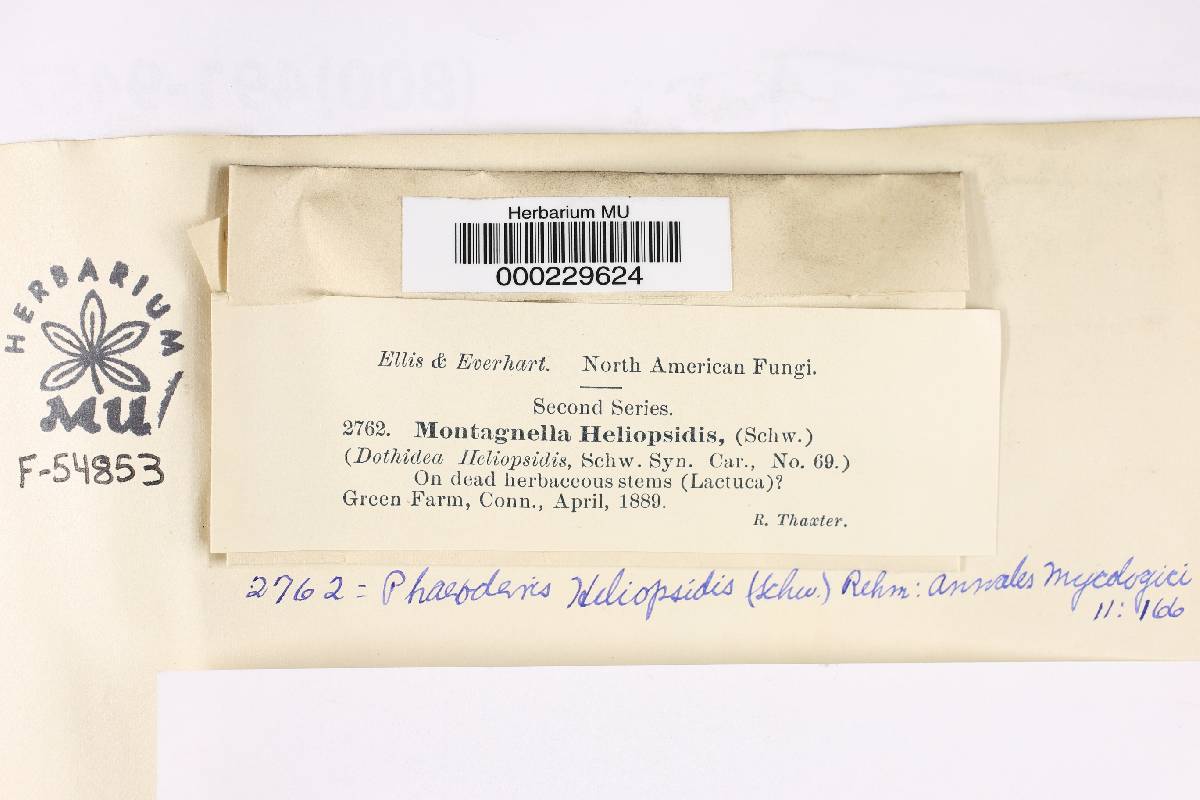 Herbarium MU
000229624
HERBARIUM
MU
F-54853
Ellis & Everhart. North American Fungi.
Second Series.
2762. Montagnella Heliopsidis, (Schw.)
(Dothidea Heliopsidis, Schw. Syn. Car., No. 69.)
On dead herbaceous stems (Lactuca)?
Green Farm, Conn., April, 1889.
R. Thaxter.
2762 = Phaeoderris Heliopsidis (Schw.) Rehm: Annales Mycologici
11: 166